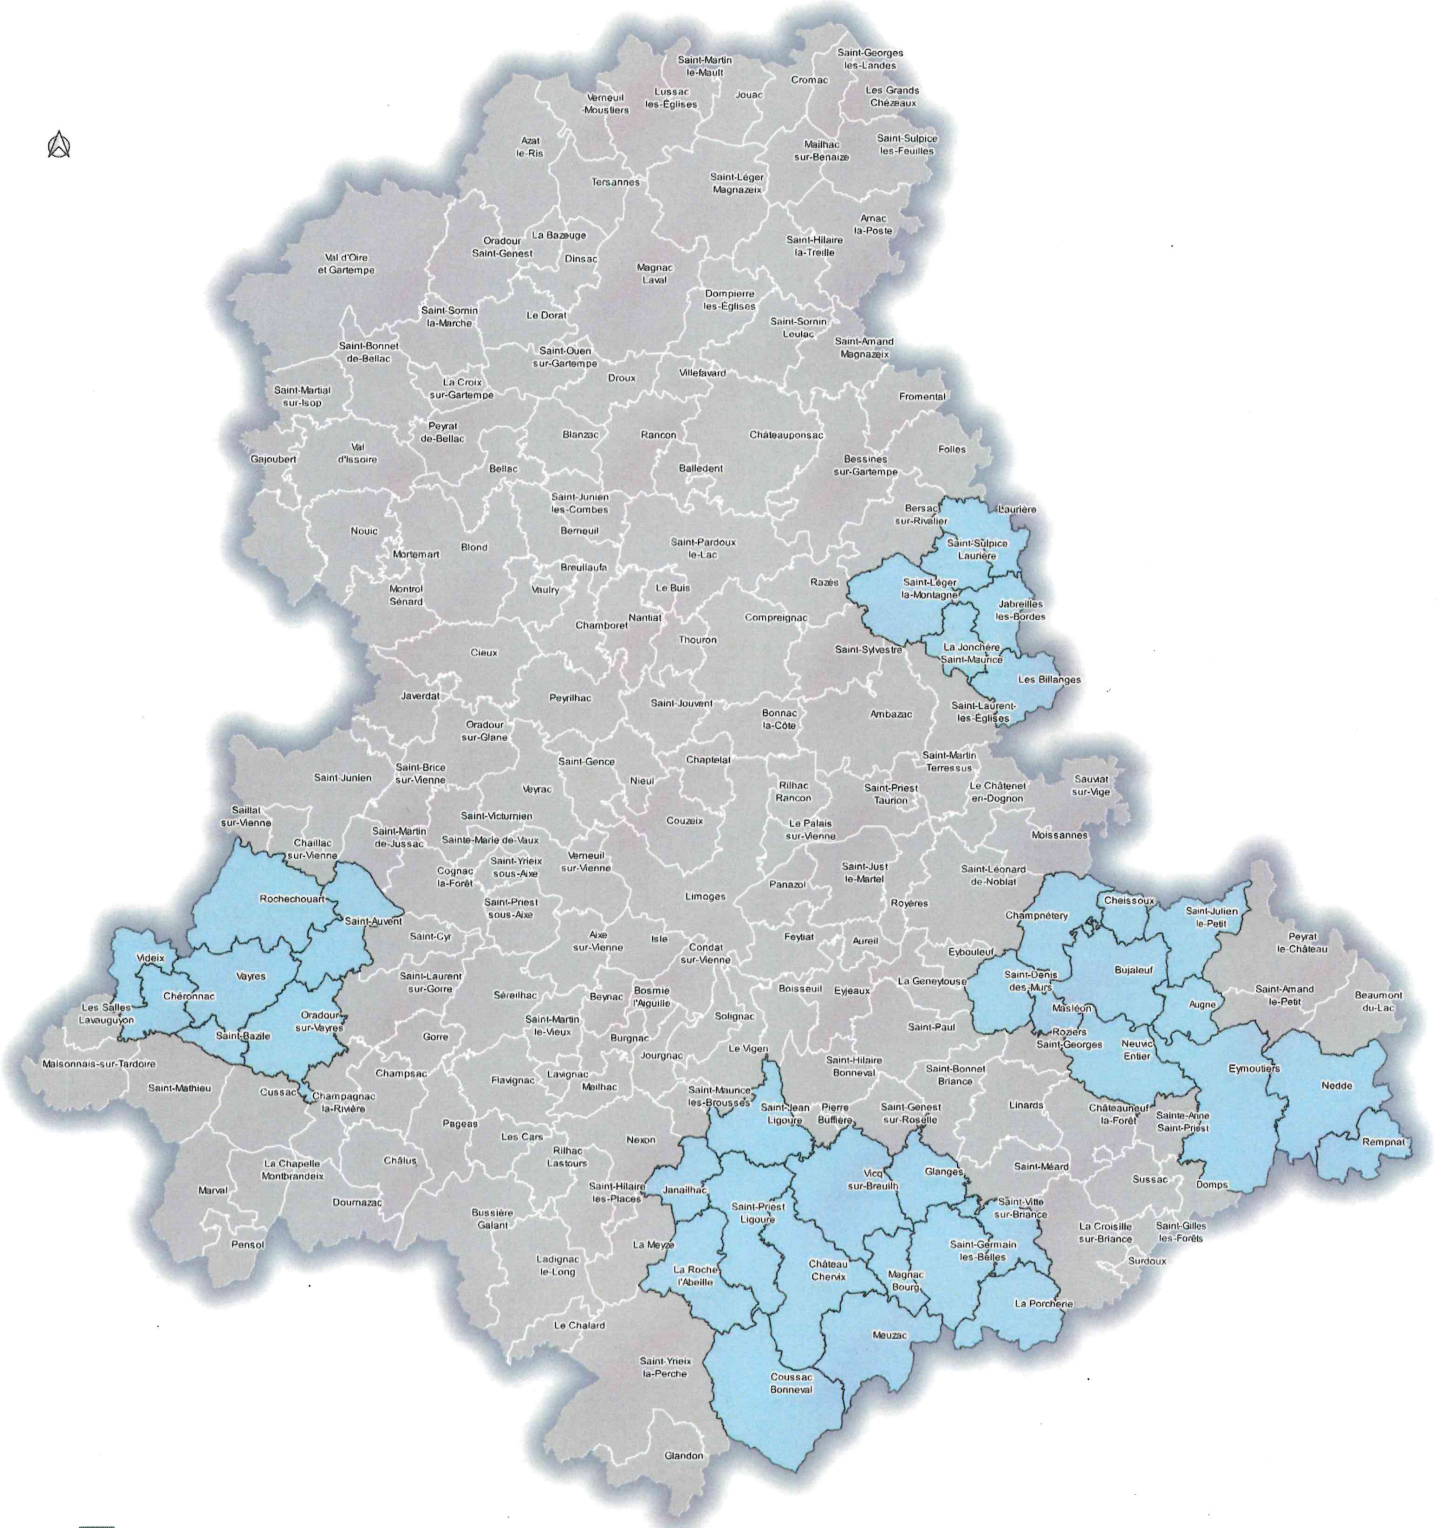 Saint-Georges
les-Landes
Saint-Martin
le-Mault
Cromac
Les Grands
Chézeaux
Lussac
les-Églises
Jouac
Verneuil
-Moustiers
Saint-Sulpice
les-Feuilles
Mailhac
sur-Benaize
Azat
le-Ris
Tersannes
Saint-Léger
Magnazeix
Arnac
la-Poste
Saint-Hilaire
la-Treille
La Bazeuge
Oradour
Saint-Genest
Dinsac
Val d'Oire
et Gartempe
Magnac
Laval
Dompierre
les-Églises
Saint-Sornin
la-Marche
Le Dorat
Saint-Sornin
Leulac
Saint-Amand
Magnazeix
Saint-Bonnet
de-Bellac
Saint-Ouen
sur-Gartempe
Droux
Villefavard
La Croix
sur-Gartempe
Saint-Martial
sur-Isop
Fromental
Peyrat
de-Bellac
Blanzac
Rancon
Châteauponsac
Folles
Val
d'Issoire
Gajoubert
Bellac
Balledent
Bessines
sur-Gartempe
Saint-Junien
les-Combes
Bersac
sur-Rivalier
Laurière
Nouic
Berneuil
Mortemart
Blond
Saint-Pardoux
le-Lac
Saint-Sulpice
Laurière
Breuilaufa
Montrol
Sénard
Vaulry
Le Buis
Razès
Saint-Léger
la-Montagne
Jabreilles
les-Bordes
Chamboret
Nantiat
Compreignac
Thouron
Cieux
Saint-Sylvestre
La Jonchère
Saint-Maurice
Les Billanges
Javerdat
Peyrilhac
Saint-Jouvent
Bonnac
la-Côte
Ambazac
Saint-Laurent-
les-Églises
Oradour
sur-Glane
Saint-Gence
Chaptelat
Saint-Martin
Terressus
Saint-Junien
Saint-Brice
sur-Vienne
Nieul
Veyrac
Rilhac
Rancon
Saint-Priest
Taurion
Le Châtenet
en-Dognon
Sauviat
sur-Vige
Saillat
sur-Vienne
Saint-Victurnien
Couzeix
Le Palais
sur-Vienne
Moissannes
Chaillac
sur-Vienne
Saint-Martin
de-Jussac
Sainte-Marie de-Vaux
Cognac
la-Forêt
Saint-Yrieix
sous-Aixe
Verneuil
sur-Vienne
Saint-Just
le-Martel
Saint-Léonard
de-Noblat
Panazol
Rochechouart
Saint-Auvent
Saint-Priest
sous-Aixe
Limoges
Royères
Champnétery
Cheissoux
Saint-Julien
le-Petit
Saint-Cyr
Aixe
sur-Vienne
Isle
Condat
sur-Vienne
Feytiat
Aureil
Eybouleuf
Peyrat
le-Château
Videix
Vayres
Saint-Laurent
sur-Gorre
Séreilhac
Beynac
Bosmie
l'Aiguille
Boisseuil
Eyjeaux
La Geneytouse
Saint-Denis
des-Murs
Bujaleuf
Saint-Amand
le-Petit
Beaumont
du-Lac
Chéronnac
Les Salles
Lavauguyon
Oradour
sur-Vayres
Saint-Bazile
Saint-Martin
le-Vieux
Solignac
Masléon
Augne
Gorre
Burgnac
Saint-Paul
Roziers
Saint-Georges
Neuvic
Entier
Maisonnais-sur-Tardoire
Jourgnac
Le Vigen
Saint-Hilaire
Bonneval
Saint-Bonnet
Briance
Eymoutiers
Nedde
Saint-Mathieu
Cussac
Champagnac
la-Rivière
Champsac
Flavignac
Lavignac
Meilhac
Saint-Maurice
les-Brousses
Saint-Jean
Ligoure
Pierre
Buffière
Saint-Genest
sur-Roselle
Linards
Châteauneuf
la-Forêt
Sainte-Anne
Saint-Priest
Rempnat
Pageas
Les Cars
Nexon
Rilhac
Lastours
La Chapelle
Montbrandeix
Châlus
Marval
Dournazac
Saint-Hilaire
les-Places
Janailhac
Vicq
sur-Breuilh
Glanges
Saint-Méard
Sussac
Domps
Saint-Priest
Ligoure
Saint-Vitte
sur-Briance
Bussière
Galant
La Croisille
sur-Briance
Saint-Gilles
les-Forêts
Pensol
La Meyze
Saint-Germain
les-Belles
Surdoux
Ladignac
le-Long
La Roche
l'Abeille
Château
Chervix
Magnac
Bourg
La Porcherie
Le Chalard
Meuzac
Saint-Yrieix
la-Perche
Coussac
Bonneval
Glandon